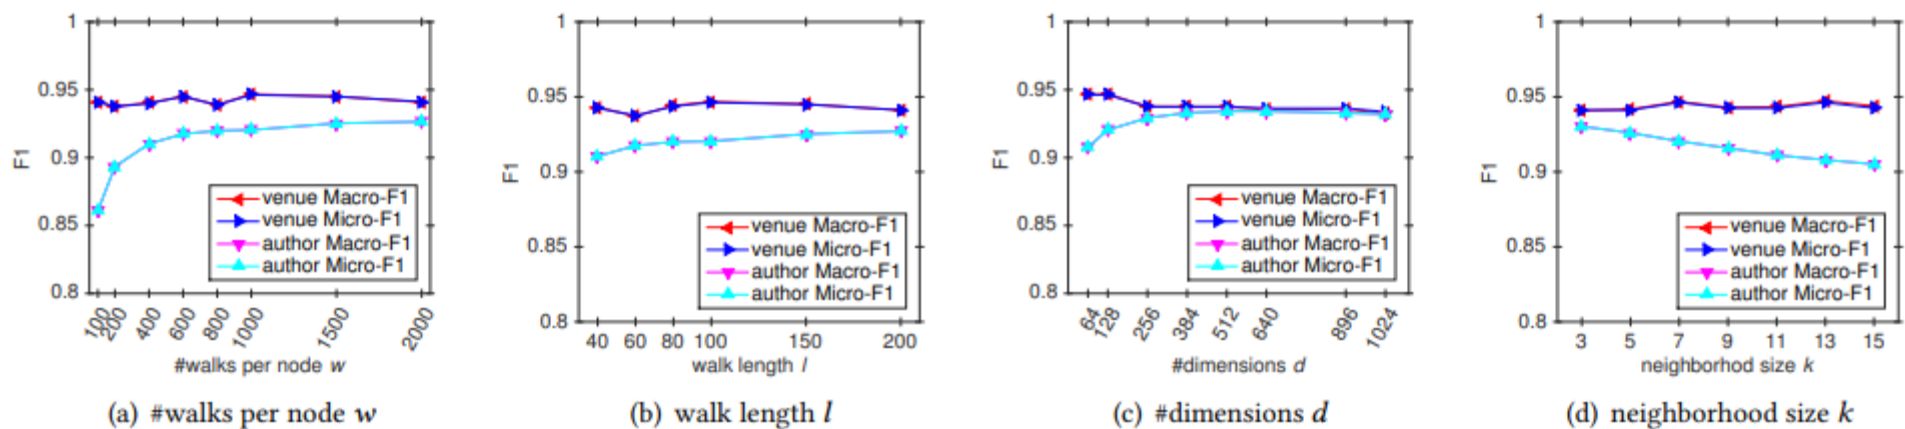 1
0.95
0.9
0.85
0.8
F1
venue Macro-F1
venue Micro-F1
author Macro-F1
author Micro-F1
100 200 400 600 800 1000 1500 2000
#walks per node w
(a) #walks per node w
1
0.95
0.9
0.85
0.8
F1
venue Macro-F1
venue Micro-F1
author Macro-F1
author Micro-F1
40 60 80 100 150 200
walk length l
(b) walk length l
1
0.95
0.9
0.85
0.8
F1
venue Macro-F1
venue Micro-F1
author Macro-F1
author Micro-F1
64 128 256 384 512 640 896 1024
#dimensions d
(c) #dimensions d
1
0.95
0.9
0.85
0.8
F1
venue Macro-F1
venue Micro-F1
author Macro-F1
author Micro-F1
3 5 7 9 11 13 15
neighborhod size k
(d) neighborhood size k